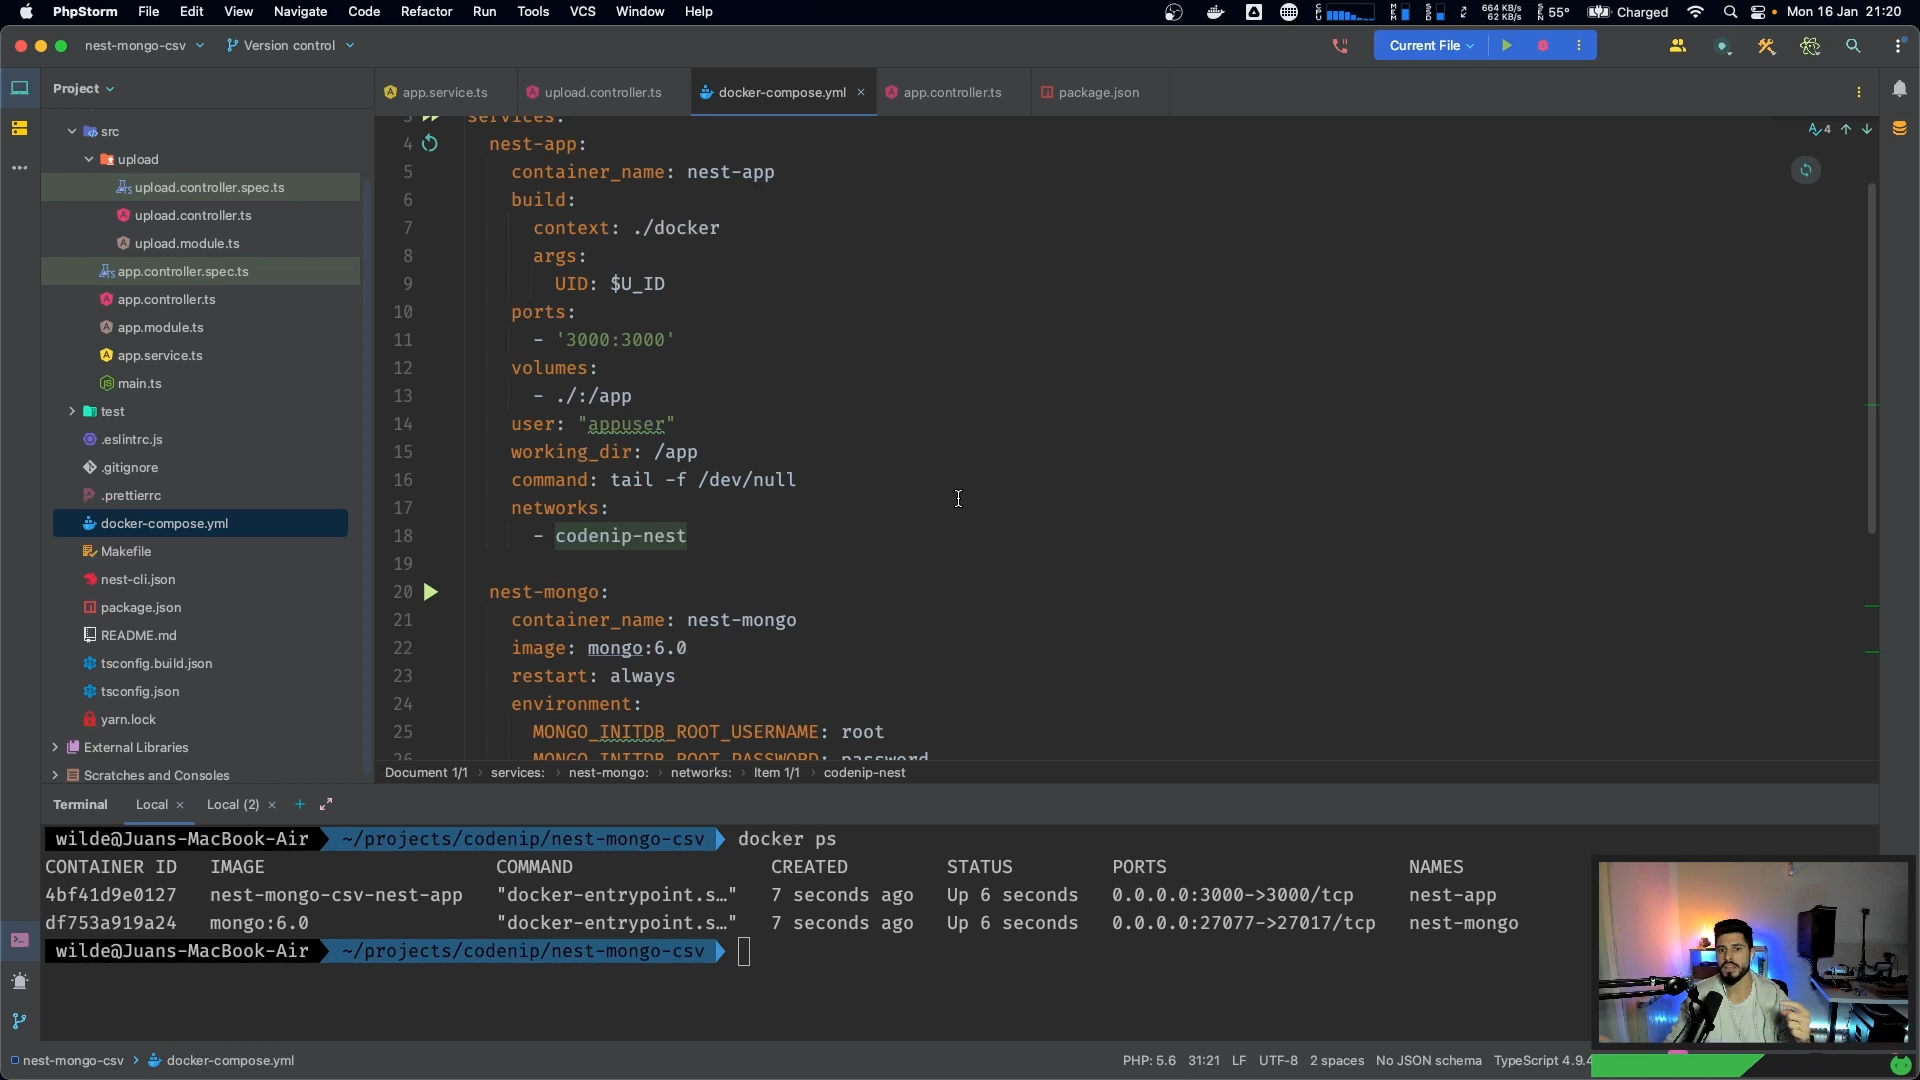 PhpStorm File Edit View Navigate Code Refactor Run Tools VCS Window Help
664 KB/s
62 KB/s
55° Charged Mon 16 Jan 21:20
nest-mongo-csv Version control Current File
Project
app.service.ts upload.controller.ts docker-compose.yml app.controller.ts package.json
src
upload
upload.controller.spec.ts
upload.controller.ts
upload.module.ts
app.controller.spec.ts
app.controller.ts
app.module.ts
app.service.ts
main.ts
test
.eslintrc.js
.gitignore
.prettierrc
docker-compose.yml
Makefile
nest-cli.json
package.json
README.md
tsconfig.build.json
tsconfig.json
yarn.lock
External Libraries
Scratches and Consoles
4
3 services:
4 nest-app:
5 container_name: nest-app
6 build:
7 context: ./docker
8 args:
9 UID: $U_ID
10 ports:
11 - '3000:3000'
12 volumes:
13 - ./:/app
14 user: "appuser"
15 working_dir: /app
16 command: tail -f /dev/null
17 networks:
18 - codenip-nest
19
20 nest-mongo:
21 container_name: nest-mongo
22 image: mongo:6.0
23 restart: always
24 environment:
25 MONGO_INITDB_ROOT_USERNAME: root
26 MONGO_INITDB_ROOT_PASSWORD: password
Document 1/1 › services: › nest-mongo: › networks: › Item 1/1 › codenip-nest
Terminal Local × Local (2) × +
wilde@Juans-MacBook-Air ~/projects/codenip/nest-mongo-csv docker ps
CONTAINER ID IMAGE COMMAND CREATED STATUS PORTS NAMES
4bf41d9e0127 nest-mongo-csv-nest-app "docker-entrypoint.s…" 7 seconds ago Up 6 seconds 0.0.0.0:3000->3000/tcp nest-app
df753a919a24 mongo:6.0 "docker-entrypoint.s…" 7 seconds ago Up 6 seconds 0.0.0.0:27077->27017/tcp nest-mongo
wilde@Juans-MacBook-Air ~/projects/codenip/nest-mongo-csv
nest-mongo-csv › docker-compose.yml
PHP: 5.6 31:21 LF UTF-8 2 spaces No JSON schema TypeScript 4.9.4